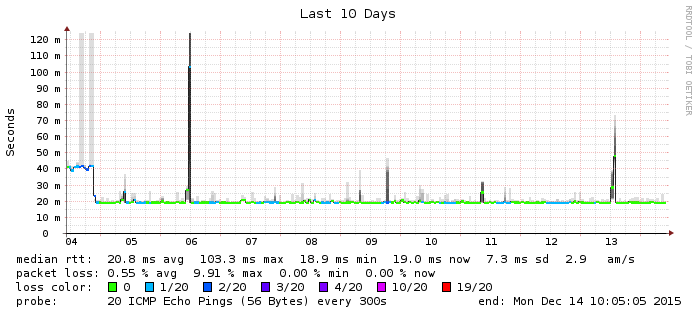 Last 10 Days
RRDTOOL / TOBI OETIKER
Seconds
120 m
110 m
100 m
90 m
80 m
70 m
60 m
50 m
40 m
30 m
20 m
10 m
0
04 05 06 07 08 09 10 11 12 13
median rtt: 20.8 ms avg 103.3 ms max 18.9 ms min 19.0 ms now 7.3 ms sd 2.9 am/s
packet loss: 0.55 % avg 9.91 % max 0.00 % min 0.00 % now
loss color: 0 1/20 2/20 3/20 4/20 10/20 19/20
probe: 20 ICMP Echo Pings (56 Bytes) every 300s end: Mon Dec 14 10:05:05 2015